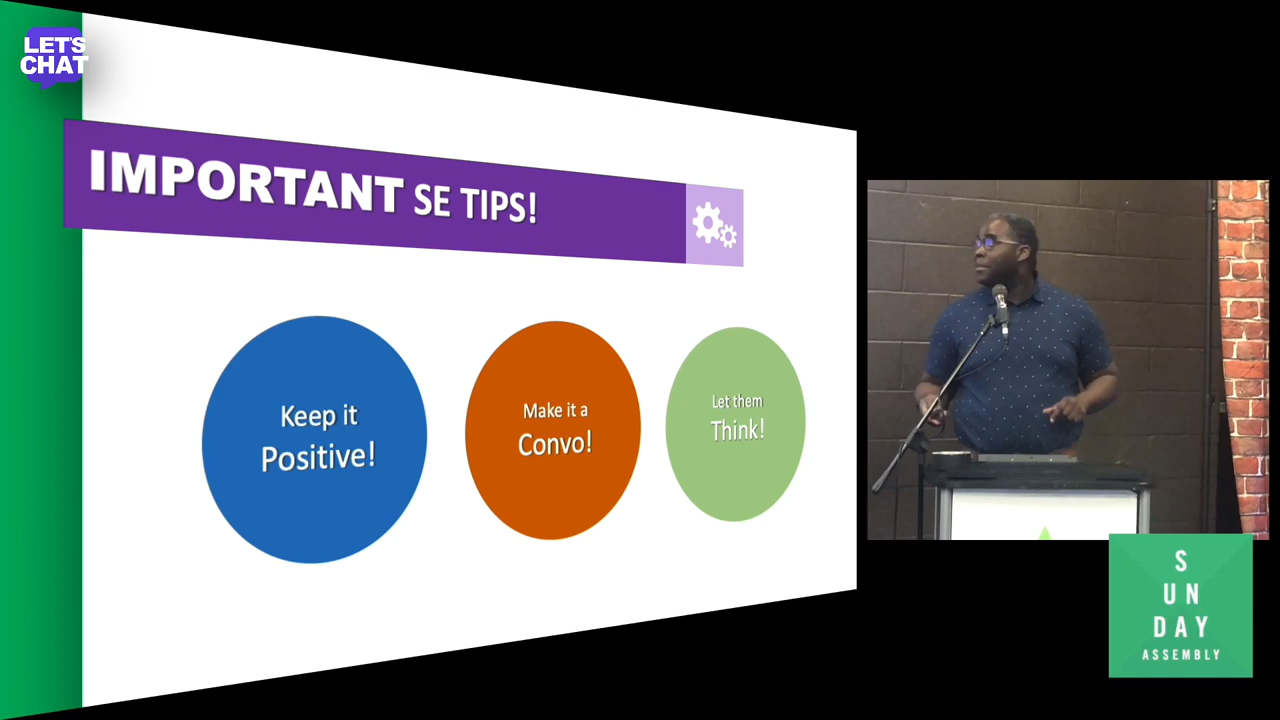 LET'S
CHAT
IMPORTANT SE TIPS!
Keep it
Positive!
Make it a
Convo!
Let them
Think!
S
UN
DAY
ASSEMBLY